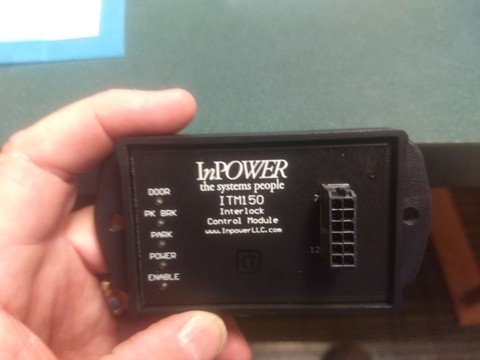 DOOR
PK BRK
PARK
POWER
ENABLE
InPOWER
the systems people
ITM150
Interlock
Control Module
www.InpowerLLC.com
7
12